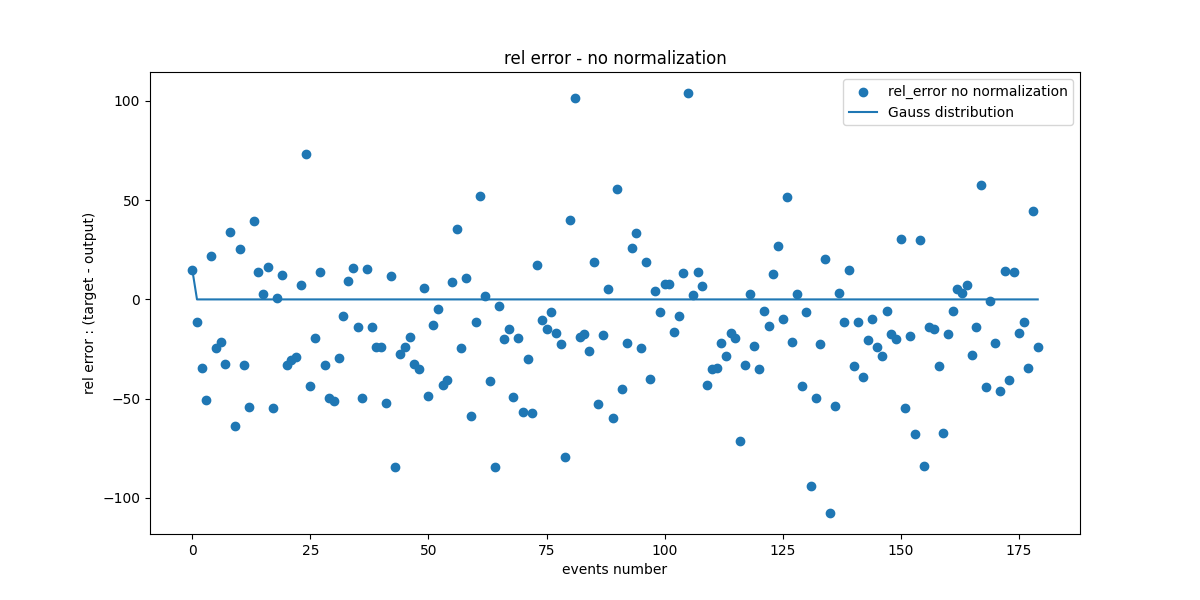 rel error - no normalization
rel_error no normalization
Gauss distribution
rel error : (tarrget - output)
100
50
0
−50
−100
0 25 50 75 100 125 150 175
events number